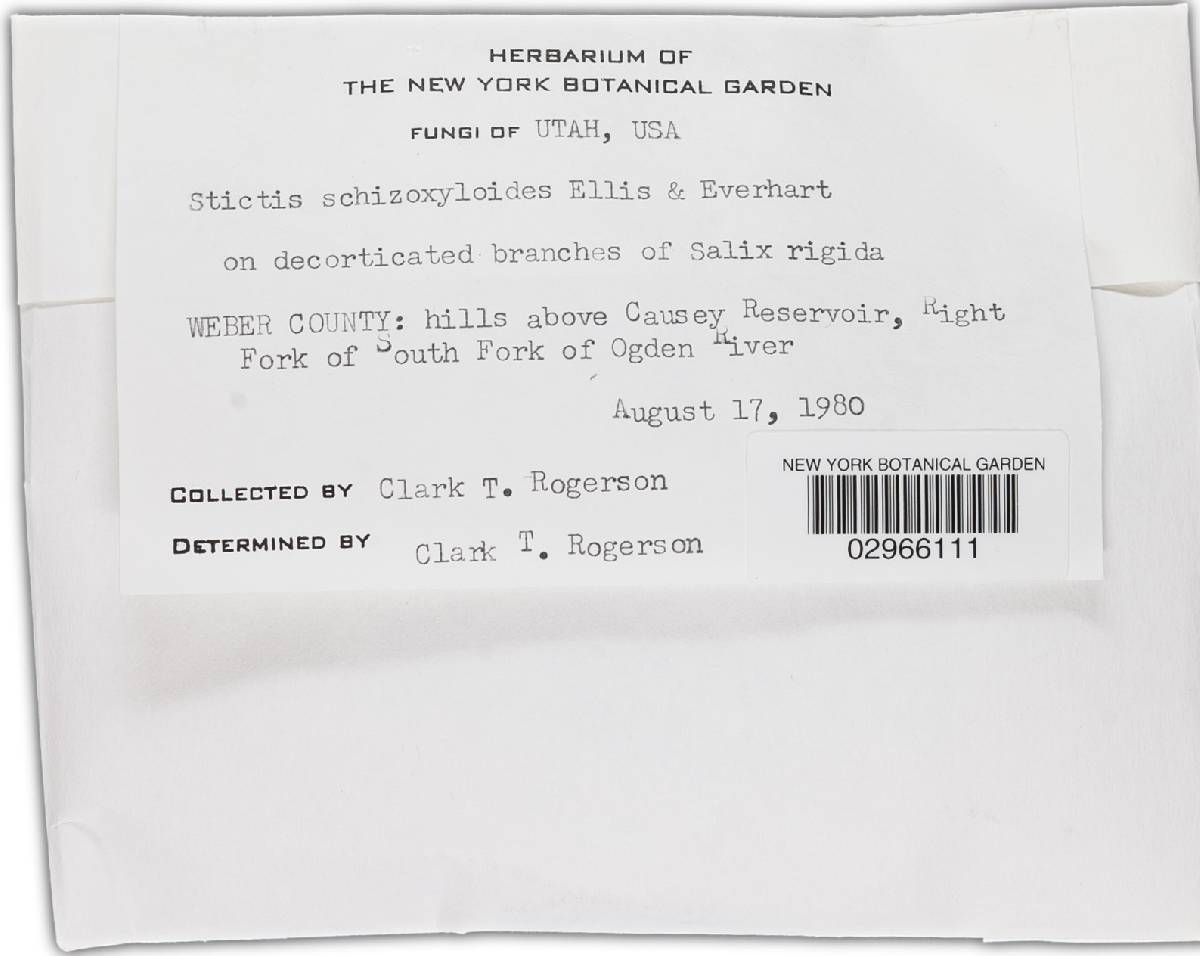 HERBARIUM OF
THE NEW YORK BOTANICAL GARDEN
FUNGI OF UTAH, USA
Stictis schizoxyloides Ellis & Everhart
on decorticated branches of Salix rigida
WEBER COUNTY: hills above Causey Reservoir, Right
Fork of South Fork of Ogden River
August 17, 1980
COLLECTED BY Clark T. Rogerson
DETERMINED BY Clark T. Rogerson
NEW YORK BOTANICAL GARDEN
02966111